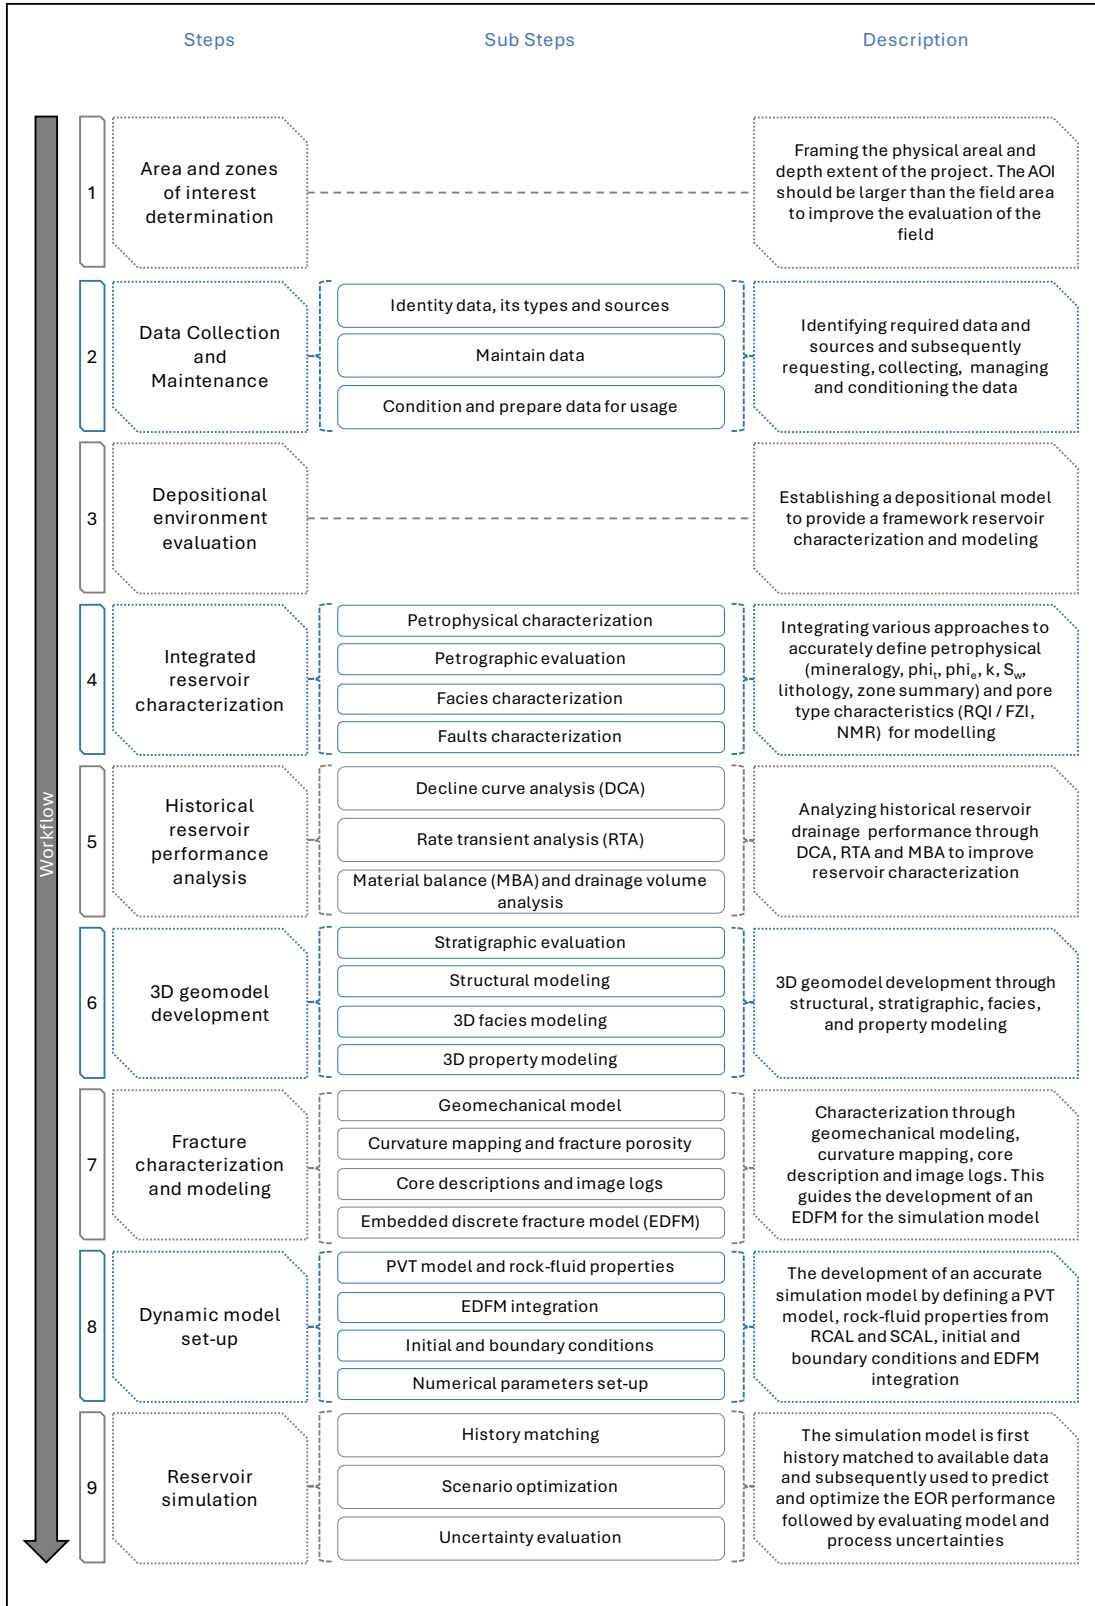 Steps
Sub Steps
Description
Workflow
1
Area and zones
of interest
determination
Framing the physical areal and
depth extent of the project. The AOI
should be larger than the field area
to improve the evaluation of the
field
2
Data Collection
and
Maintenance
Identity data, its types and sources
Maintain data
Condition and prepare data for usage
Identifying required data and
sources and subsequently
requesting, collecting, managing
and conditioning the data
3
Depositional
environment
evaluation
Establishing a depositional model
to provide a framework reservoir
characterization and modeling
4
Integrated
reservoir
characterization
Petrophysical characterization
Petrographic evaluation
Facies characterization
Faults characterization
Integrating various approaches to
accurately define petrophysical
(mineralogy, phit, phie, k, Sw,
lithology, zone summary) and pore
type characteristics (RQI / FZI,
NMR) for modelling
5
Historical
reservoir
performance
analysis
Decline curve analysis (DCA)
Rate transient analysis (RTA)
Material balance (MBA) and drainage volume
analysis
Analyzing historical reservoir
drainage performance through
DCA, RTA and MBA to improve
reservoir characterization
6
3D geomodel
development
Stratigraphic evaluation
Structural modeling
3D facies modeling
3D property modeling
3D geomodel development through
structural, stratigraphic, facies,
and property modeling
7
Fracture
characterization
and modeling
Geomechanical model
Curvature mapping and fracture porosity
Core descriptions and image logs
Embedded discrete fracture model (EDFM)
Characterization through
geomechanical modeling,
curvature mapping, core
description and image logs. This
guides the development of an
EDFM for the simulation model
8
Dynamic model
set-up
PVT model and rock-fluid properties
EDFM integration
Initial and boundary conditions
Numerical parameters set-up
The development of an accurate
simulation model by defining a PVT
model, rock-fluid properties from
RCAL and SCAL, initial and
boundary conditions and EDFM
integration
9
Reservoir
simulation
History matching
Scenario optimization
Uncertainty evaluation
The simulation model is first
history matched to available data
and subsequently used to predict
and optimize the EOR performance
followed by evaluating model and
process uncertainties